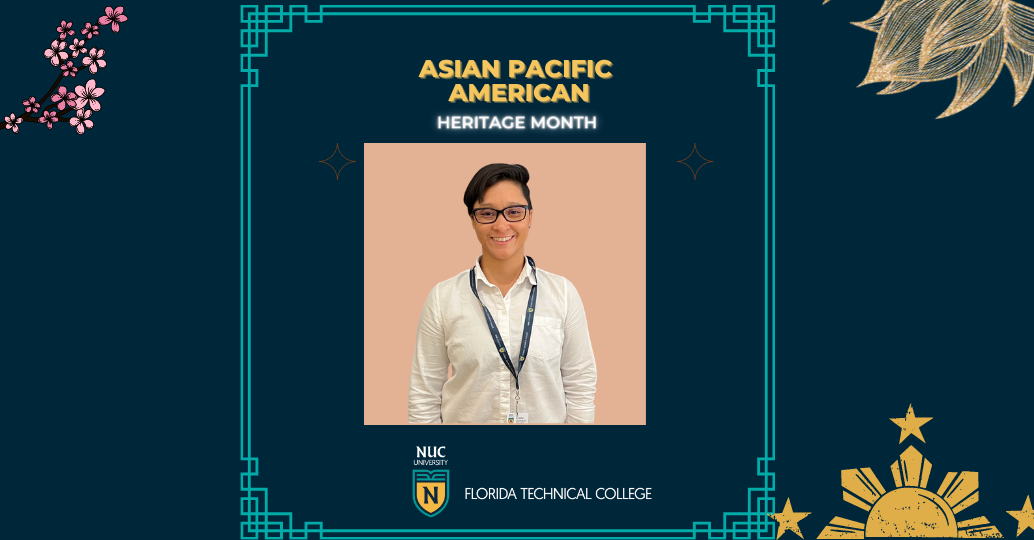 ASIAN PACIFIC
AMERICAN
HERITAGE MONTH
NUC
UNIVERSITY
N
FLORIDA TECHNICAL COLLEGE